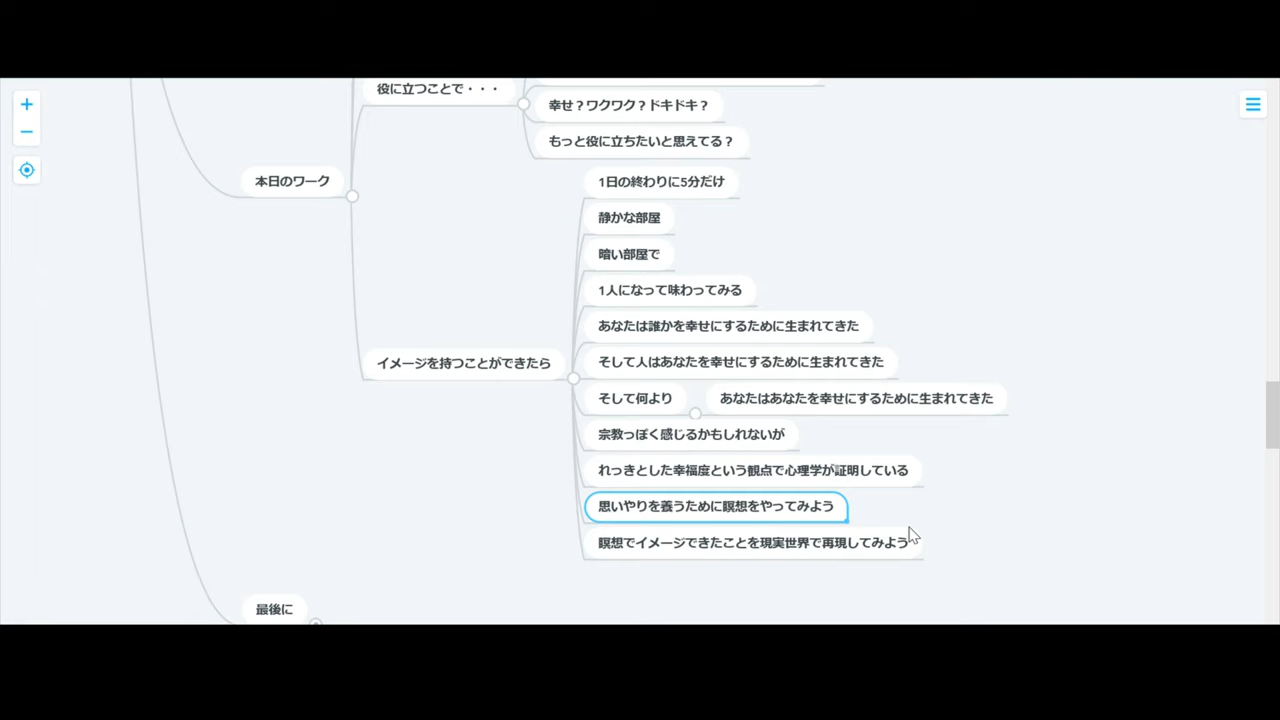 役に立つことで・・・
幸せ？ワクワク？ドキドキ？
もっと役に立ちたいと思えてる？
本日のワーク
1日の終わりに5分だけ
静かな部屋
暗い部屋で
1人になって味わってみる
あなたは誰かを幸せにするために生まれてきた
イメージを持つことができたら
そして人はあなたを幸せにするために生まれてきた
そして何より
あなたはあなたを幸せにするために生まれてきた
宗教っぽく感じるかもしれないが
れっきとした幸福度という観点で心理学が証明している
思いやりを養うために瞑想をやってみよう
瞑想でイメージできたことを現実世界で再現してみよう
最後に